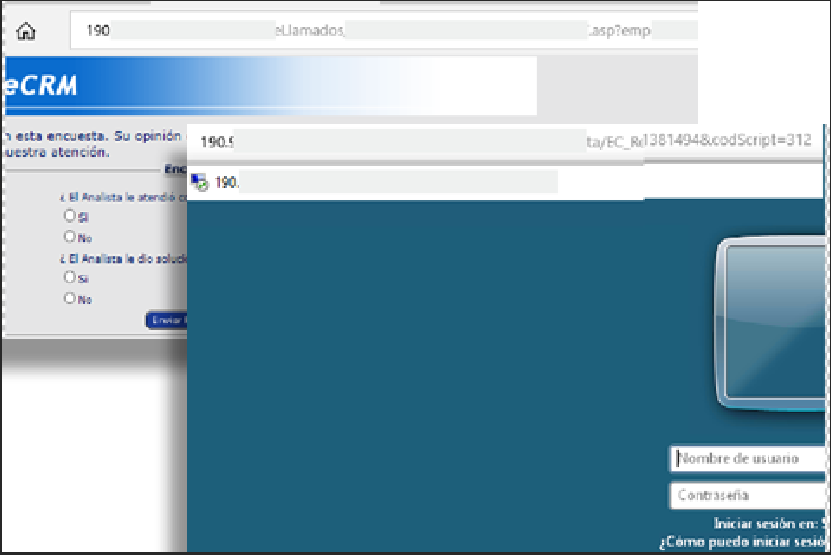 190
eLlamados,
.asp?emp
eCRM
n esta encuesta. Su opinión
uestra atención.
Enc
¿ El Analista le atendió c
Si
No
¿ El Analista le dio soluci
Si
No
Enviar
190.9
ta/EC_Re
1381494&codScript=312
190.
Nombre de usuario
Contraseña
Iniciar sesión en: S
¿Cómo puedo iniciar sesió